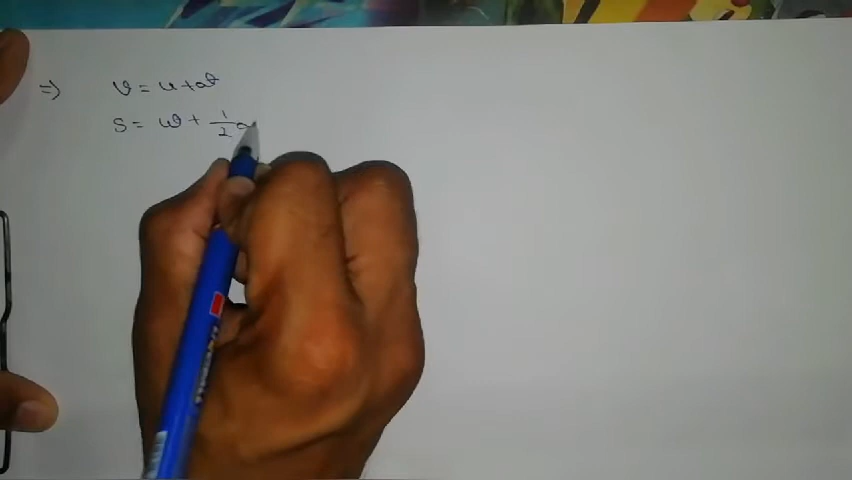 ⇒ v = u + at
s = ut + 1/2 a